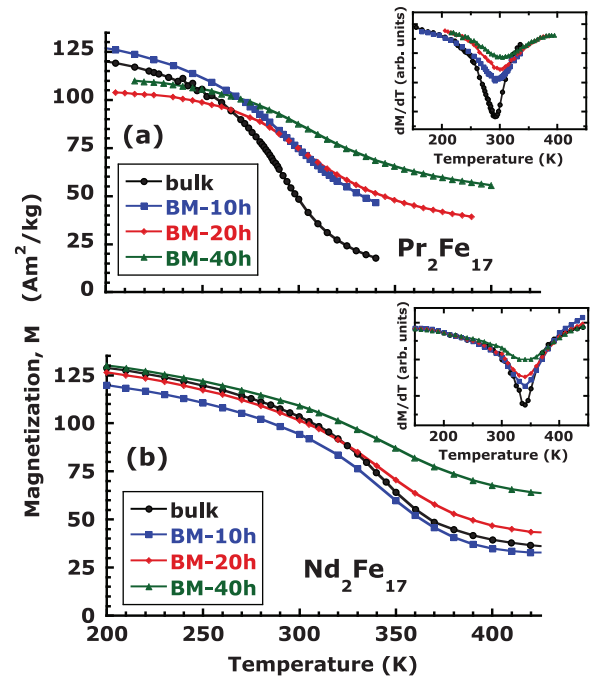 125
100
75
50
25
0
(a)
bulk
BM-10h
BM-20h
BM-40h
Pr₂Fe₁₇
dM/dT (arb. units)
200 300 400
Temperature (K)
Magnetization, M (Am²/kg)
125
100
75
50
25
0
(b)
bulk
BM-10h
BM-20h
BM-40h
Nd₂Fe₁₇
dM/dT (arb. units)
200 300 400
Temperature (K)
200 250 300 350 400
Temperature (K)